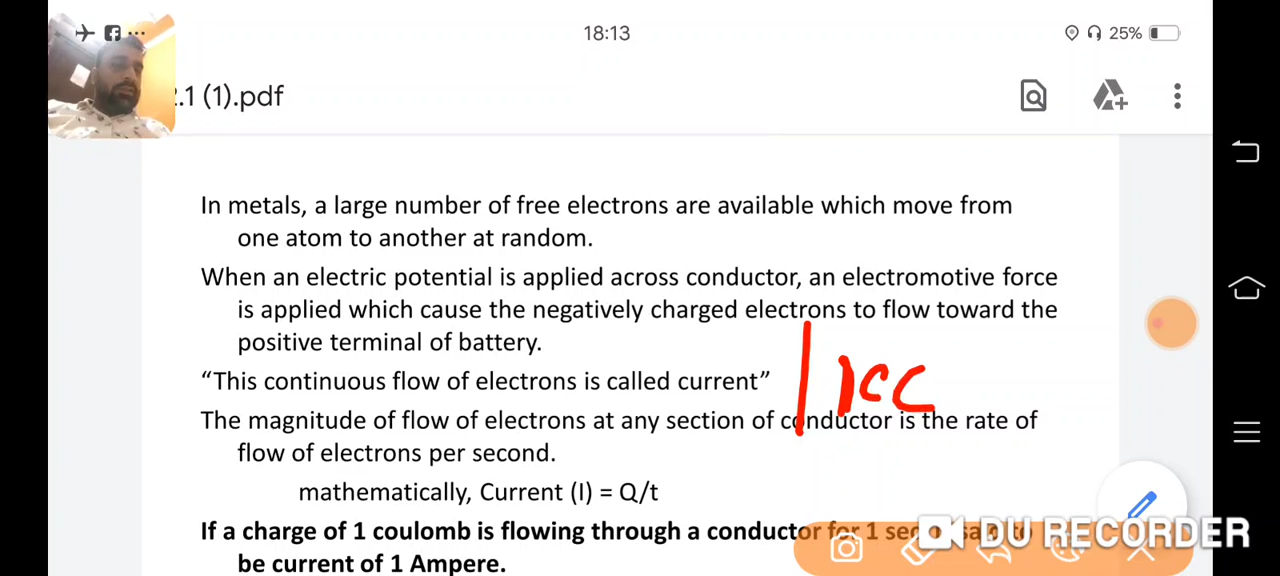 18:13
25%
2.1 (1).pdf
In metals, a large number of free electrons are available which move from
one atom to another at random.
When an electric potential is applied across conductor, an electromotive force
is applied which cause the negatively charged electrons to flow toward the
positive terminal of battery.
“This continuous flow of electrons is called current”
The magnitude of flow of electrons at any section of conductor is the rate of
flow of electrons per second.
mathematically, Current (I) = Q/t
If a charge of 1 coulomb is flowing through a conductor for 1 sec
be current of 1 Ampere.
DU RECORDER